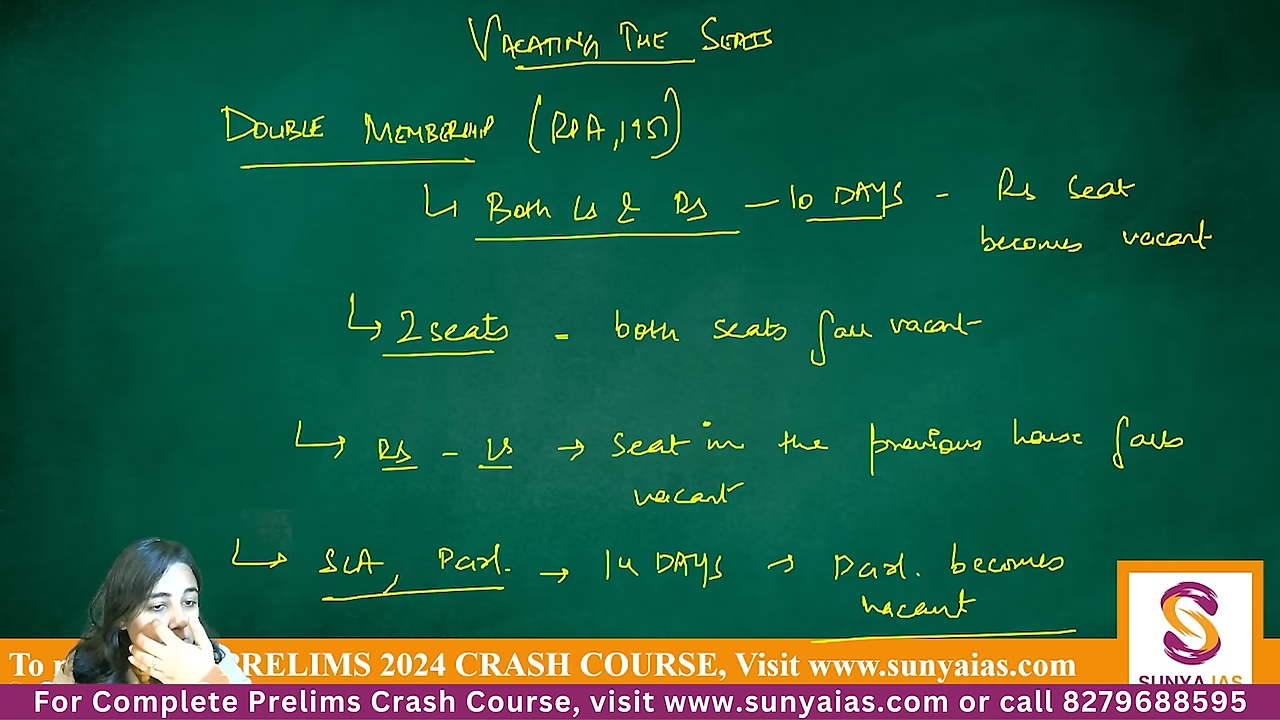 VACATING THE SEATS
DOUBLE MEMBERSHIP (RPA, 1951)
↳ Both LS & RS — 10 DAYS - RS seat
becomes vacant
↳ 2 seats - both seats fall vacant
↳ RS - LS → Seat in the previous house falls
vacant
↳ SLA, Parl. → 14 DAYS → Parl. becomes
vacant
To PRELIMS 2024 CRASH COURSE, Visit www.sunyaias.com
SUNYA IAS
For Complete Prelims Crash Course, visit www.sunyaias.com or call 8279688595